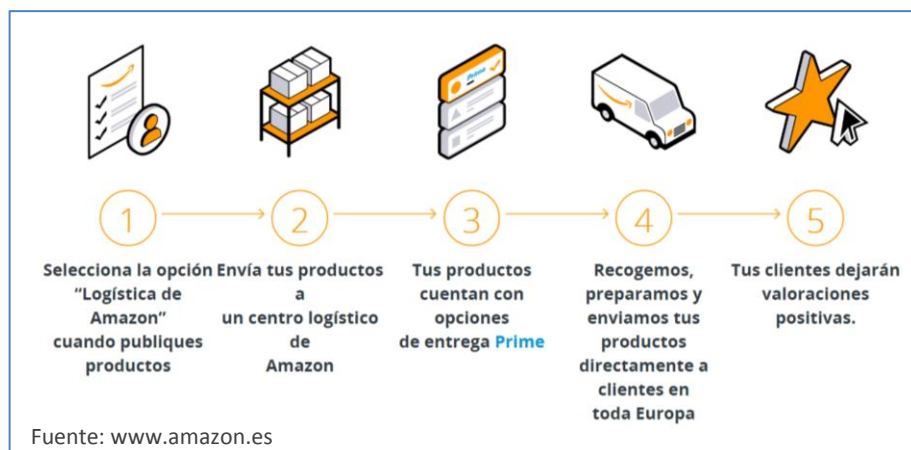 Prime
1
2
3
4
5
Selecciona la opción
“Logística de
Amazon”
cuando publiques
productos
Envía tus productos
a
un centro logístico
de
Amazon
Tus productos
cuentan con
opciones
de entrega Prime
Recogemos,
preparamos y
enviamos tus
productos
directamente a
clientes en
toda Europa
Tus clientes dejarán
valoraciones
positivas.
Fuente: www.amazon.es